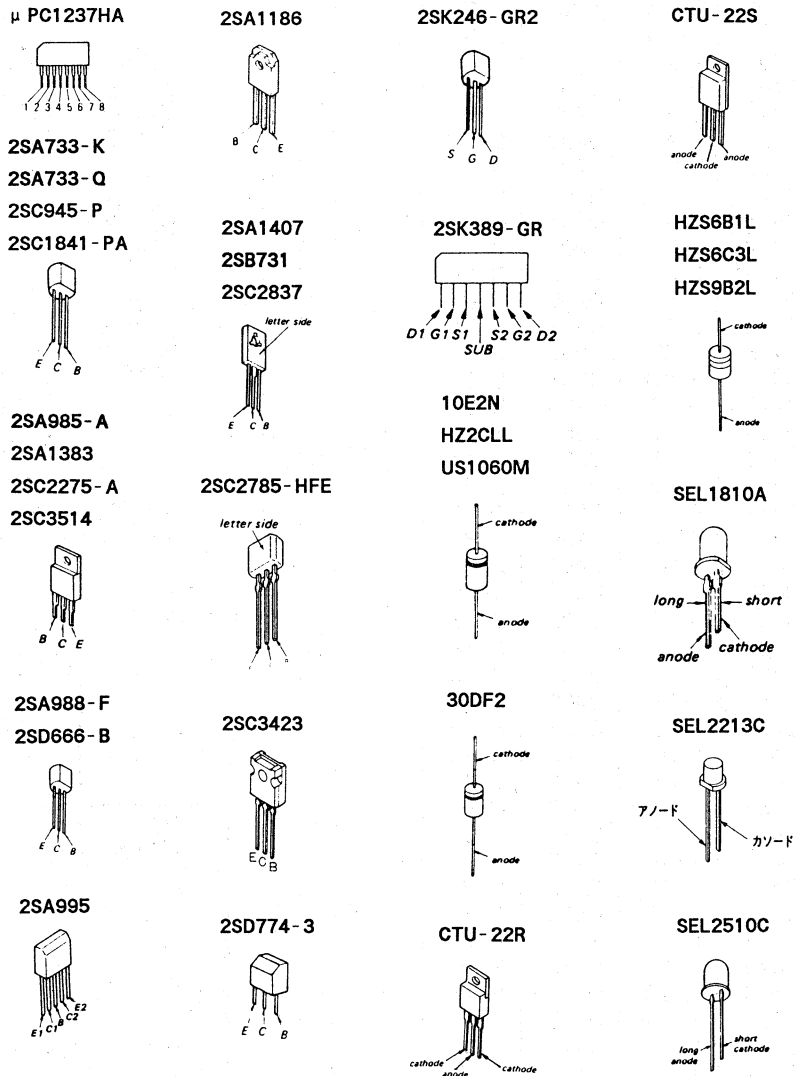 μ PC1237HA
1 2 3 4 5 6 7 8
2SA733-K
2SA733-Q
2SC945-P
2SC1841-PA
E C B
2SA985-A
2SA1383
2SC2275-A
2SC3514
B C E
2SA988-F
2SD666-B
E C B
2SA995
E1 C1 B C2 E2
2SA1186
B C E
2SA1407
2SB731
2SC2837
letter side
E C B
2SC2785-HFE
letter side
2SC3423
E C B
2SD774-3
E C B
2SK246-GR2
S G D
2SK389-GR
D1 G1 S1 SUB S2 G2 D2
10E2N
HZ2CLL
US1060M
cathode
anode
30DF2
cathode
anode
CTU-22R
cathode
anode
cathode
CTU-22S
anode
cathode
anode
HZS6B1L
HZS6C3L
HZS9B2L
cathode
anode
SEL1810A
long
short
anode
cathode
SEL2213C
アノード
カソード
SEL2510C
long
anode
short
cathode